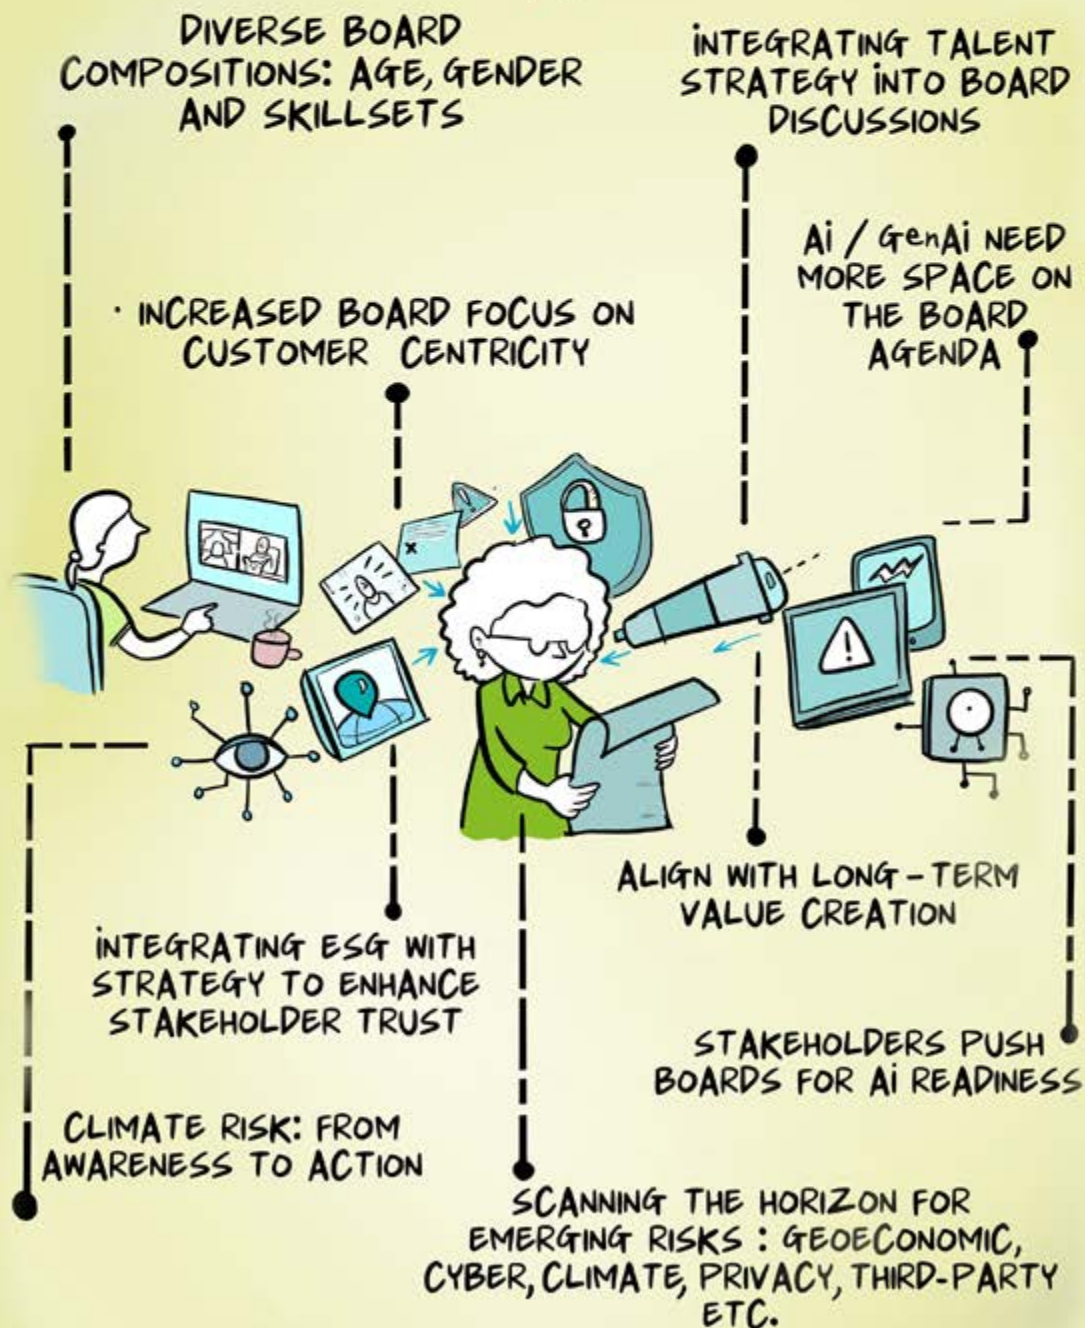 DIVERSE BOARD
COMPOSITIONS: AGE, GENDER
AND SKILLSETS
INTEGRATING TALENT
STRATEGY INTO BOARD
DISCUSSIONS
· INCREASED BOARD FOCUS ON
CUSTOMER CENTRICITY
Ai / GenAi NEED
MORE SPACE ON
THE BOARD
AGENDA
INTEGRATING ESG WITH
STRATEGY TO ENHANCE
STAKEHOLDER TRUST
ALIGN WITH LONG-TERM
VALUE CREATION
STAKEHOLDERS PUSH
BOARDS FOR Ai READINESS
CLIMATE RISK: FROM
AWARENESS TO ACTION
SCANNING THE HORIZON FOR
EMERGING RISKS : GEOECONOMIC,
CYBER, CLIMATE, PRIVACY, THIRD-PARTY
ETC.